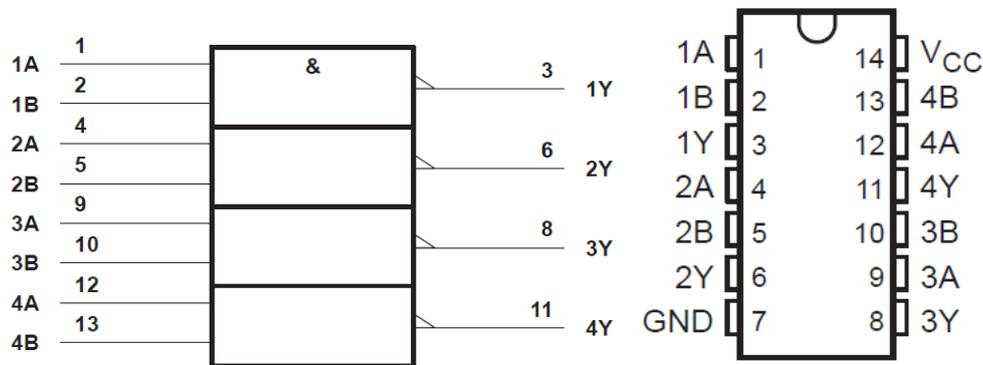 1A 1
1B 2
2A 4
2B 5
3A 9
3B 10
4A 12
4B 13
&
3 1Y
6 2Y
8 3Y
11 4Y
1A 1 14 VCC
1B 2 13 4B
1Y 3 12 4A
2A 4 11 4Y
2B 5 10 3B
2Y 6 9 3A
GND 7 8 3Y